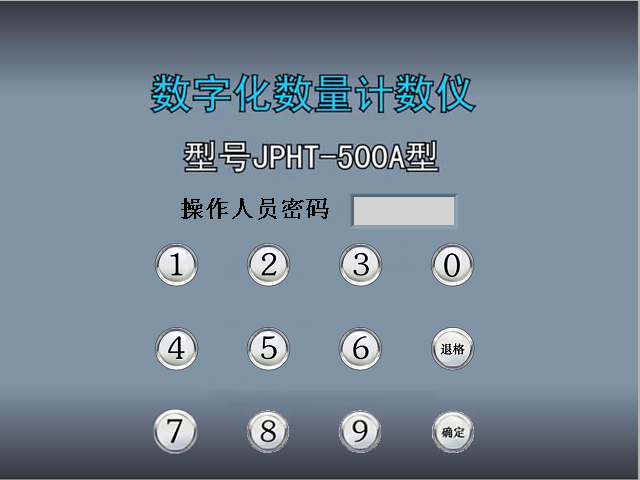 数字化数量计数仪
型号JPHT-500A型
操作人员密码
1 2 3 0
4 5 6 退格
7 8 9 确定